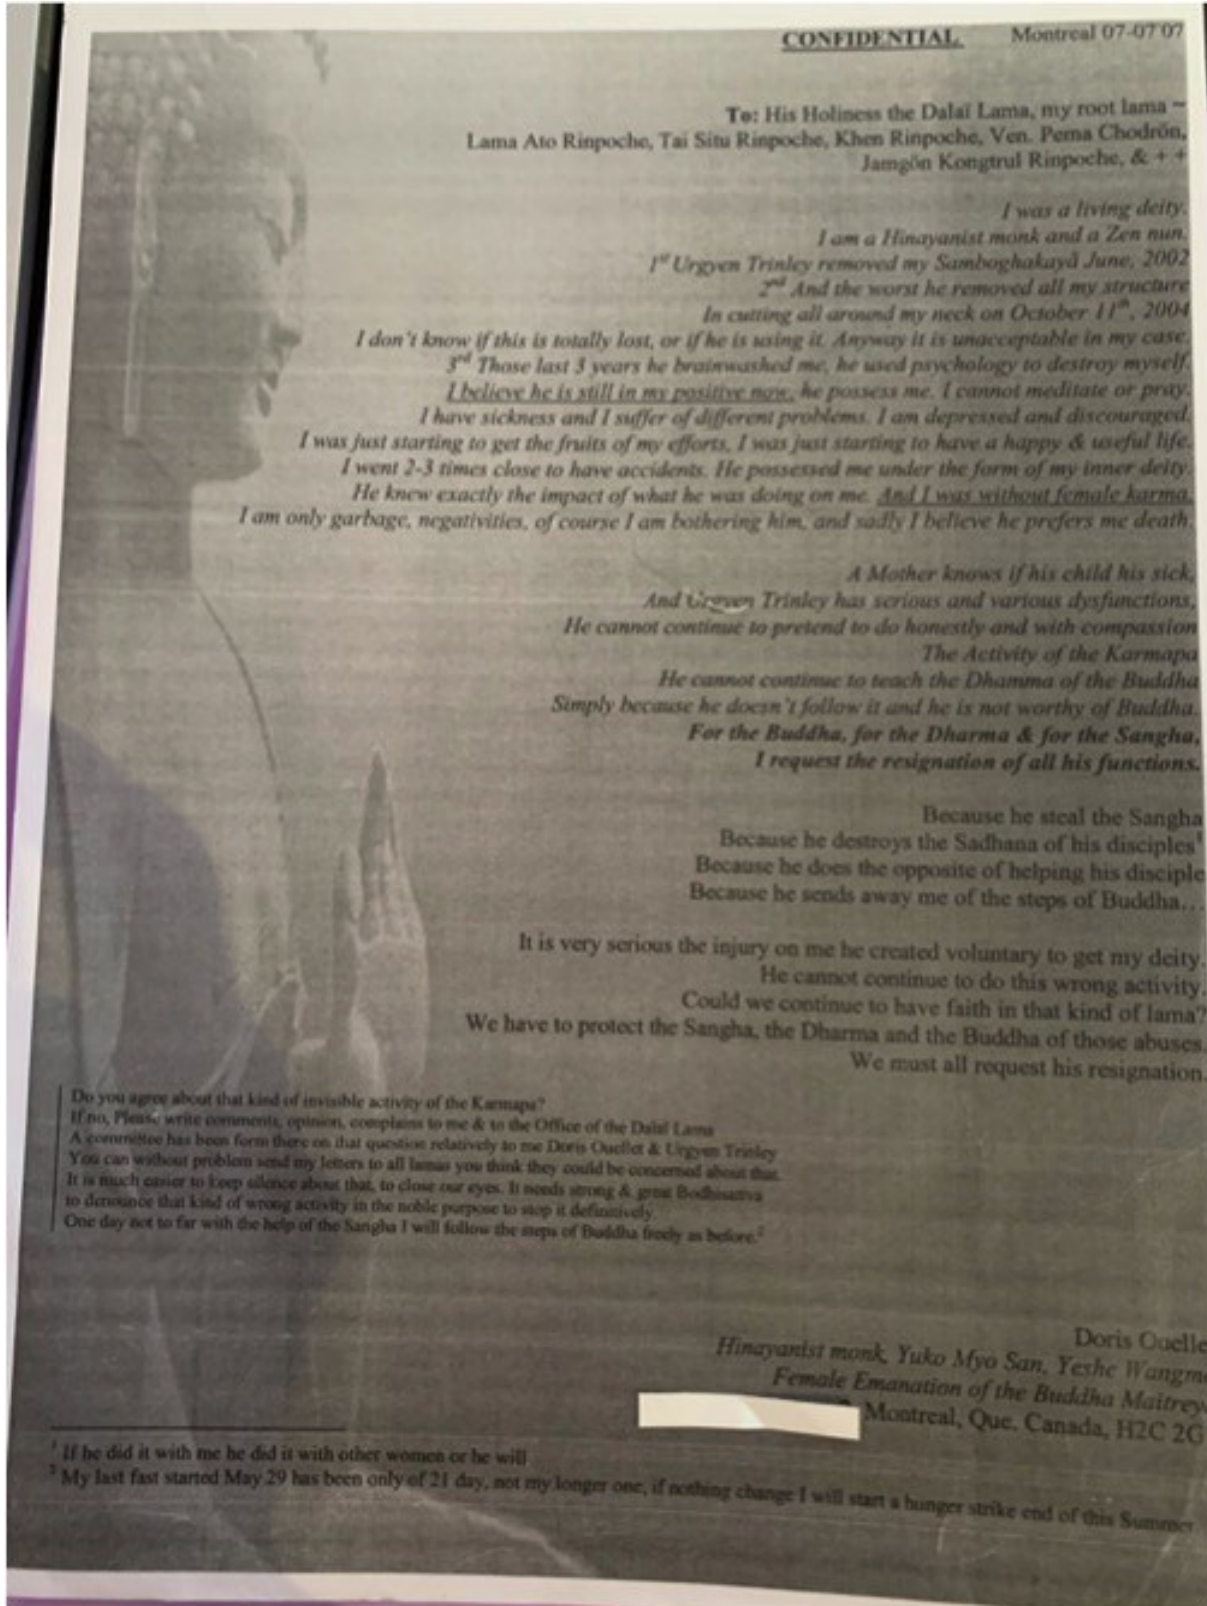 CONFIDENTIAL Montreal 07-07'07
To: His Holiness the Dalaï Lama, my root lama ~
Lama Ato Rinpoche, Tai Situ Rinpoche, Khen Rinpoche, Ven. Pema Chodrön,
Jamgön Kongtrul Rinpoche, & + +
I was a living deity.
I am a Hinayanist monk and a Zen nun.
1st Urgyen Trinley removed my Samboghakayâ June, 2002
2nd And the worst he removed all my structure
In cutting all around my neck on October 11th, 2004
I don't know if this is totally lost, or if he is using it. Anyway it is unacceptable in my case.
3rd Those last 3 years he brainwashed me, he used psychology to destroy myself.
I believe he is still in my positive now, he possess me. I cannot meditate or pray.
I have sickness and I suffer of different problems. I am depressed and discouraged.
I was just starting to get the fruits of my efforts, I was just starting to have a happy & useful life.
I went 2-3 times close to have accidents. He possessed me under the form of my inner deity.
He knew exactly the impact of what he was doing on me. And I was without female karma.
I am only garbage, negativities, of course I am bothering him, and sadly I believe he prefers me death.
A Mother knows if his child his sick,
And Urgyen Trinley has serious and various dysfunctions,
He cannot continue to pretend to do honestly and with compassion
The Activity of the Karmapa
He cannot continue to teach the Dhamma of the Buddha
Simply because he doesn't follow it and he is not worthy of Buddha.
For the Buddha, for the Dharma & for the Sangha,
I request the resignation of all his functions.
Because he steal the Sangha
Because he destroys the Sadhana of his disciples1
Because he does the opposite of helping his disciple
Because he sends away me of the steps of Buddha…
It is very serious the injury on me he created voluntary to get my deity.
He cannot continue to do this wrong activity.
Could we continue to have faith in that kind of lama?
We have to protect the Sangha, the Dharma and the Buddha of those abuses.
We must all request his resignation.
Do you agree about that kind of invisible activity of the Karmapa?
If no, Please write comments, opinion, complains to me & to the Office of the Dalaï Lama
A committee has been form there on that question relatively to me Doris Ouellet & Urgyen Trinley
You can without problem send my letters to all lamas you think they could be concerned about that.
It is much easier to keep silence about that, to close our eyes. It needs strong & great Bodhisattva
to denounce that kind of wrong activity in the noble purpose to stop it definitively.
One day not to far with the help of the Sangha I will follow the steps of Buddha freely as before.2
Doris Ouelle
Hinayanist monk, Yuko Myo San, Yeshe Wangm
Female Emanation of the Buddha Maitrey
Montreal, Que. Canada, H2C 2G
1 If he did it with me he did it with other women or he will
2 My last fast started May 29 has been only of 21 day, not my longer one, if nothing change I will start a hunger strike end of this Summer